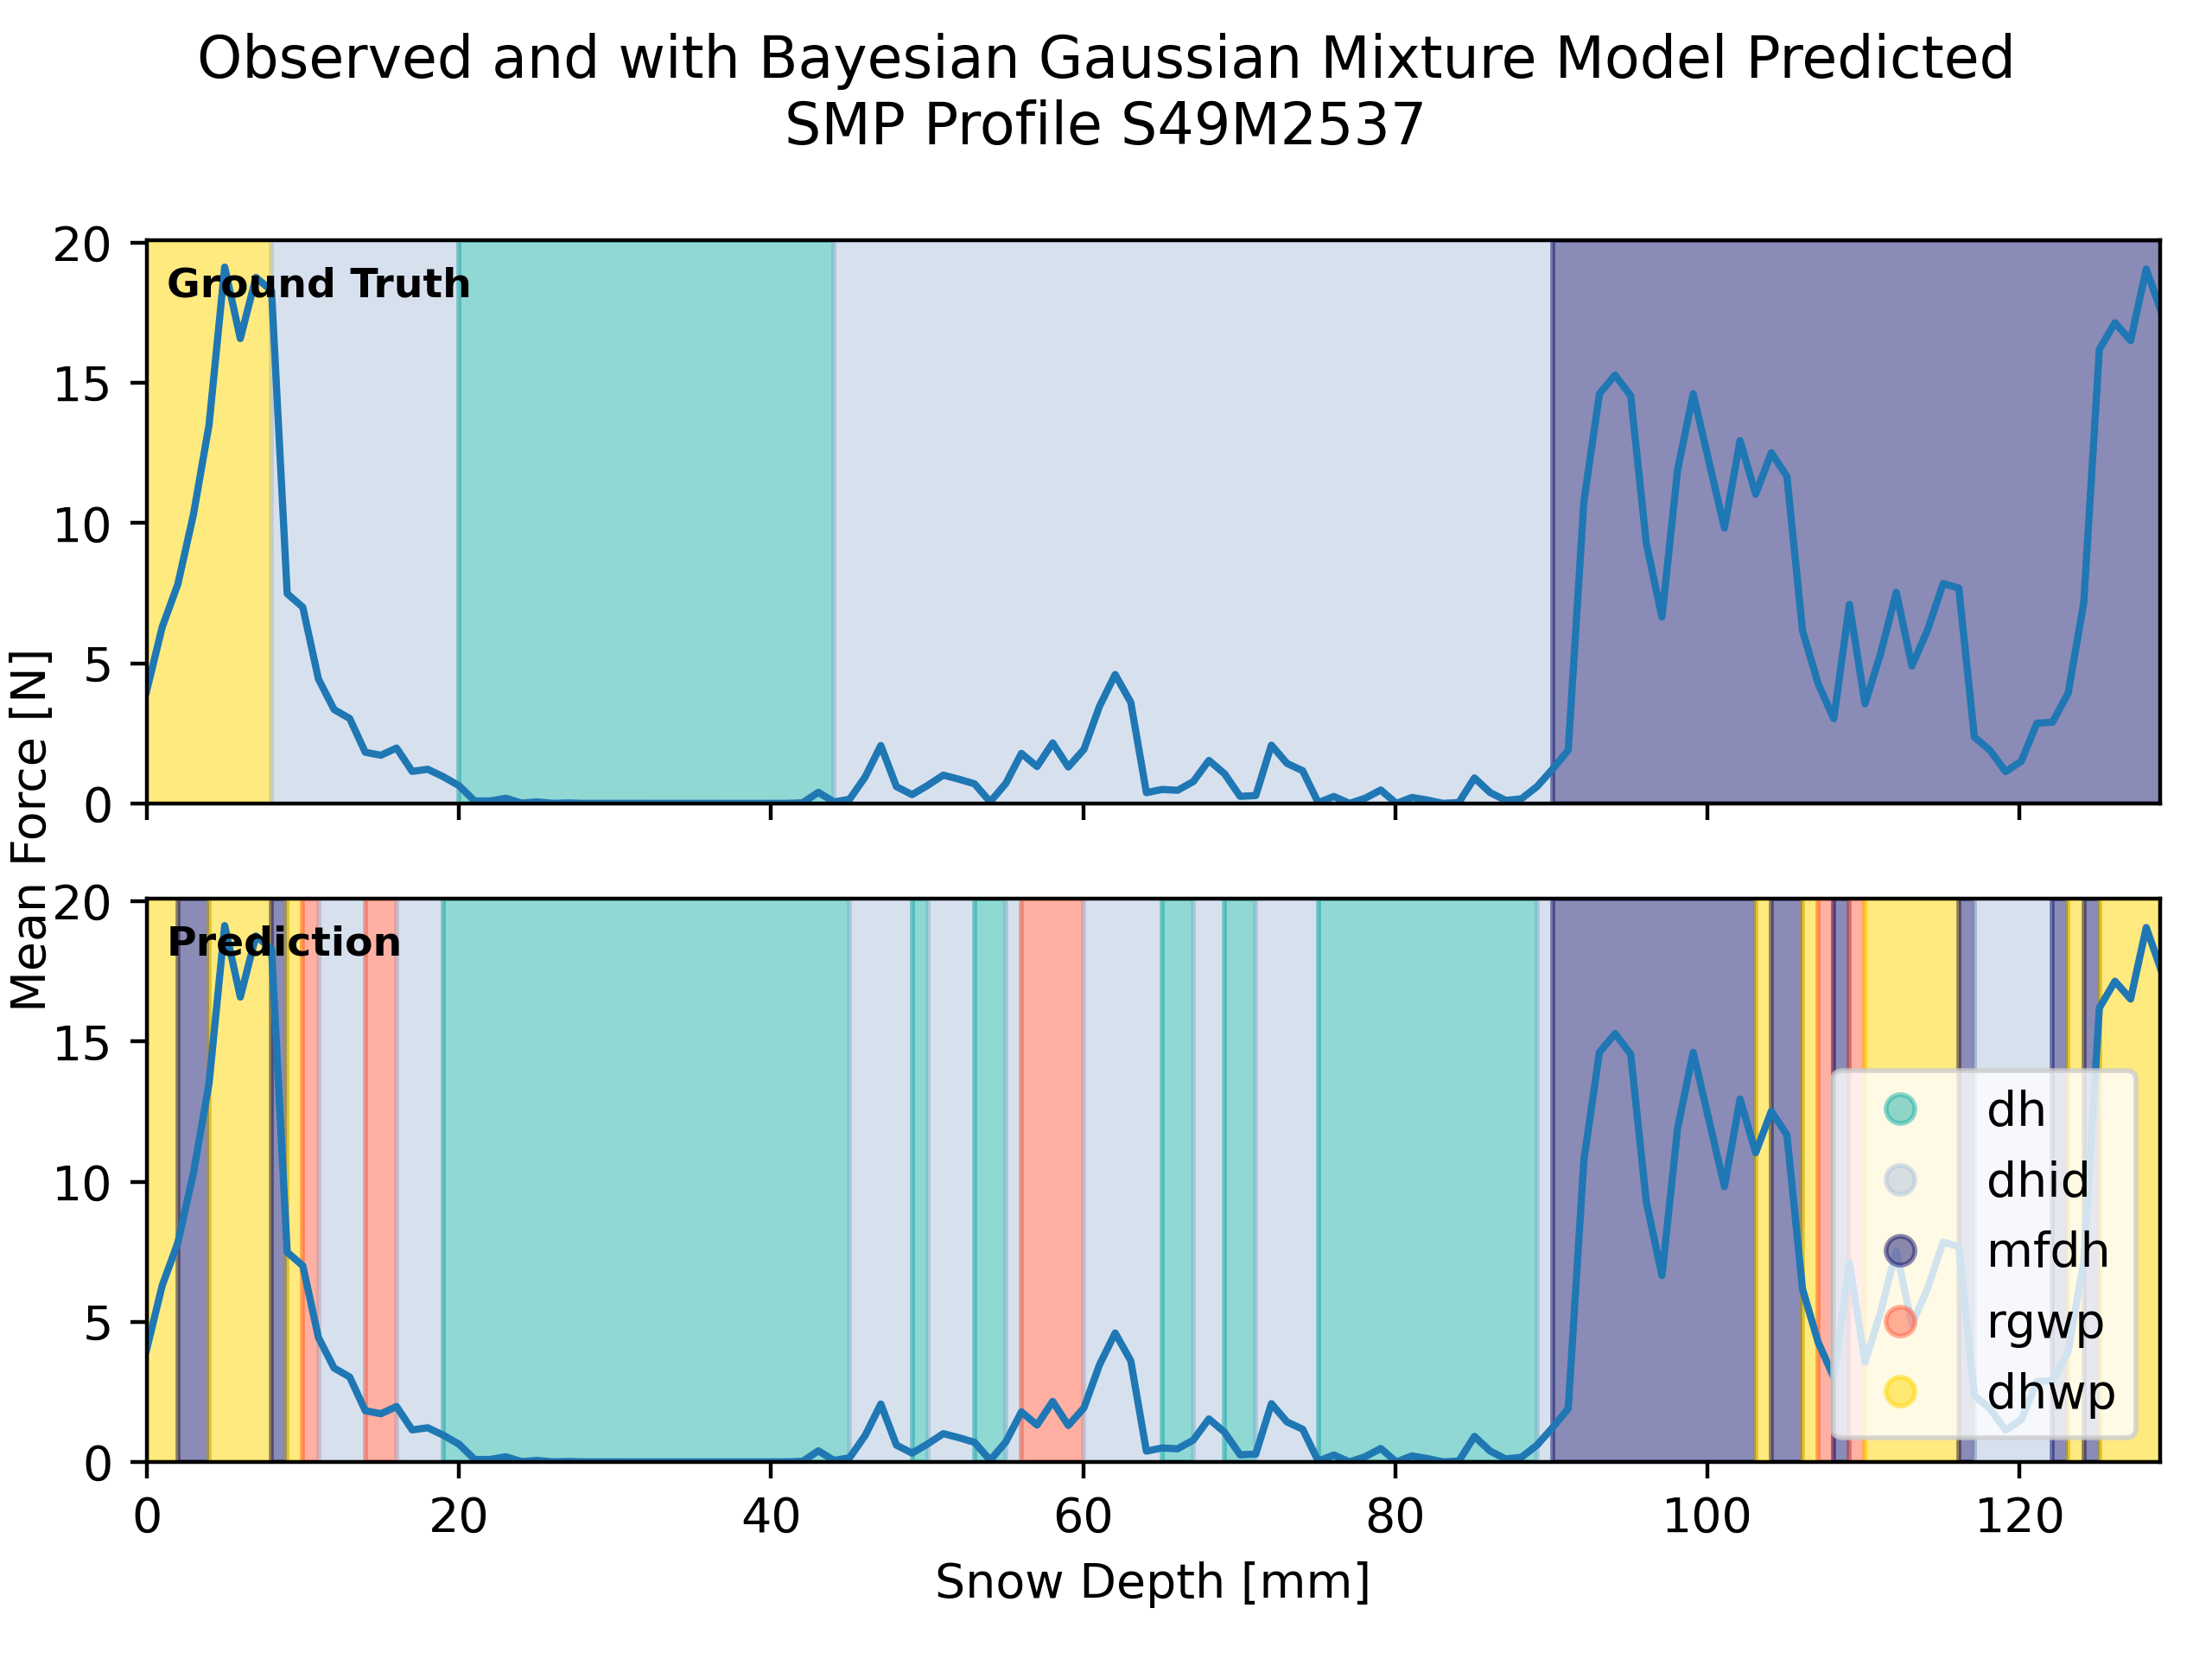 Observed and with Bayesian Gaussian Mixture Model Predicted
SMP Profile S49M2537
Mean Force [N]
20
15
10
5
0
Ground Truth
20
15
10
5
0
Prediction
dh
dhid
mfdh
rgwp
dhwp
0 20 40 60 80 100 120
Snow Depth [mm]